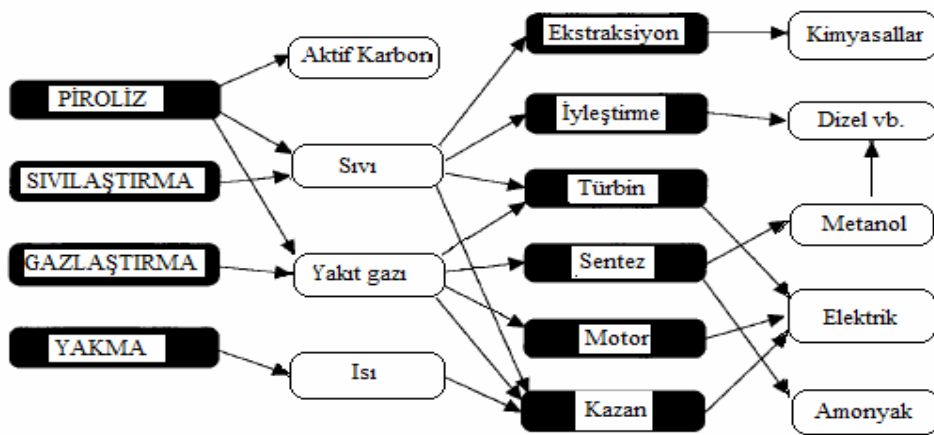 PİROLİZ
SIVILAŞTIRMA
GAZLAŞTIRMA
YAKMA
Aktif Karbon
Sıvı
Yakıt gazı
Isı
Ekstraksiyon
İyleştirme
Türbin
Sentez
Motor
Kazan
Kimyasallar
Dizel vb.
Metanol
Elektrik
Amonyak